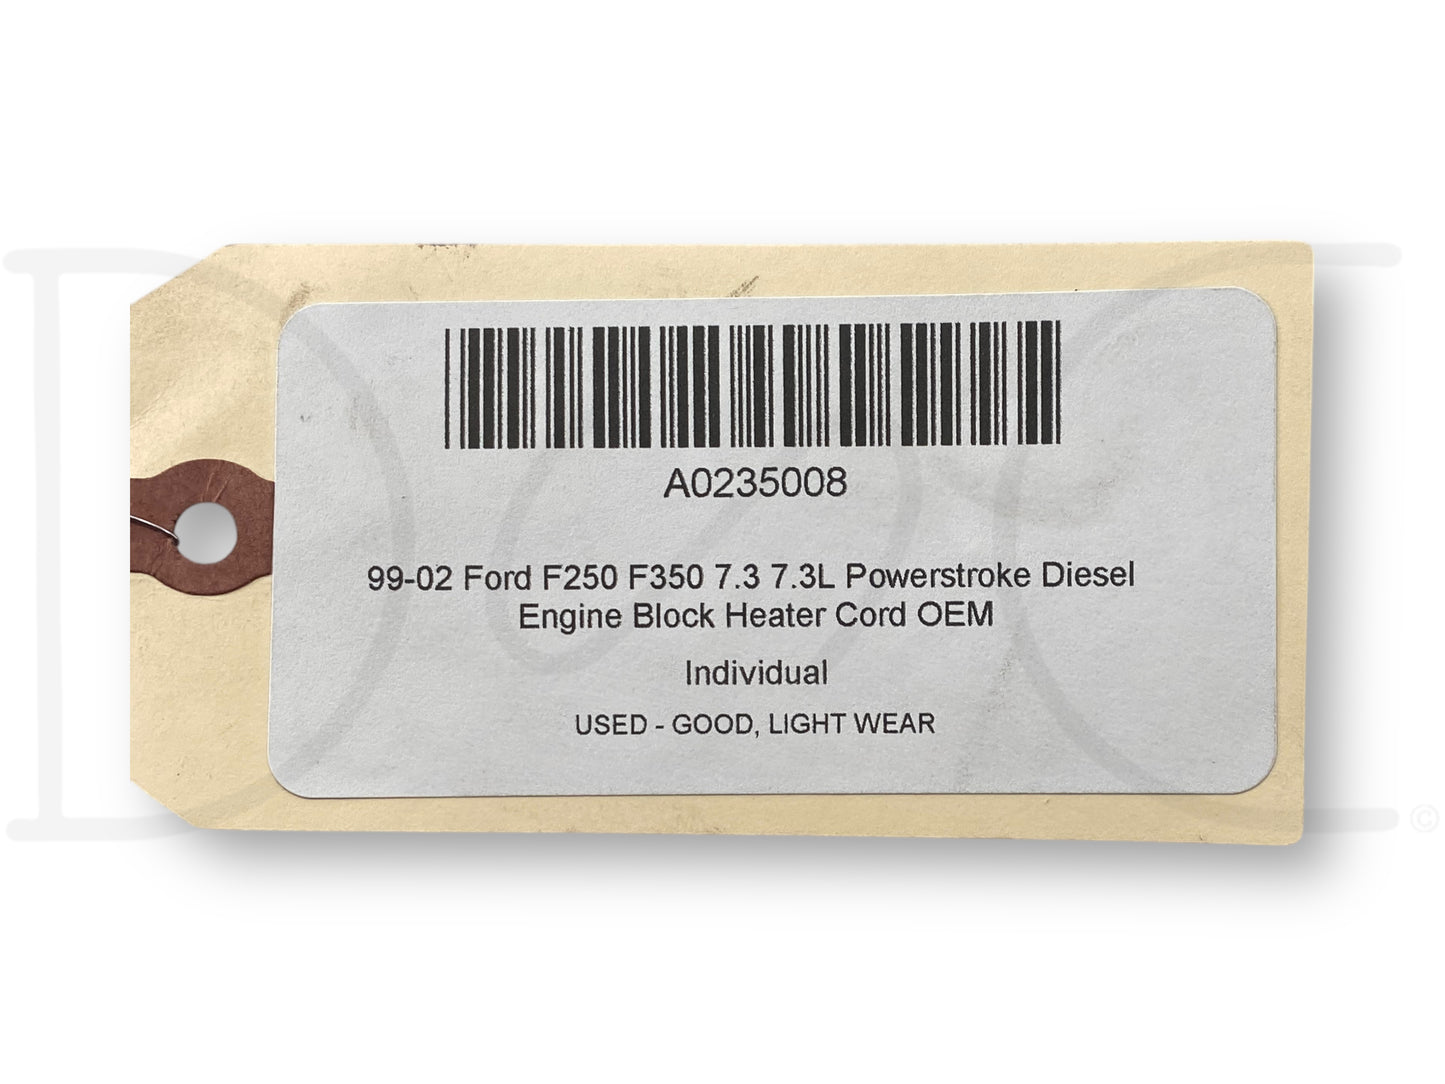 A0235008
99-02 Ford F250 F350 7.3 7.3L Powerstroke Diesel
Engine Block Heater Cord OEM
Individual
USED - GOOD, LIGHT WEAR
©